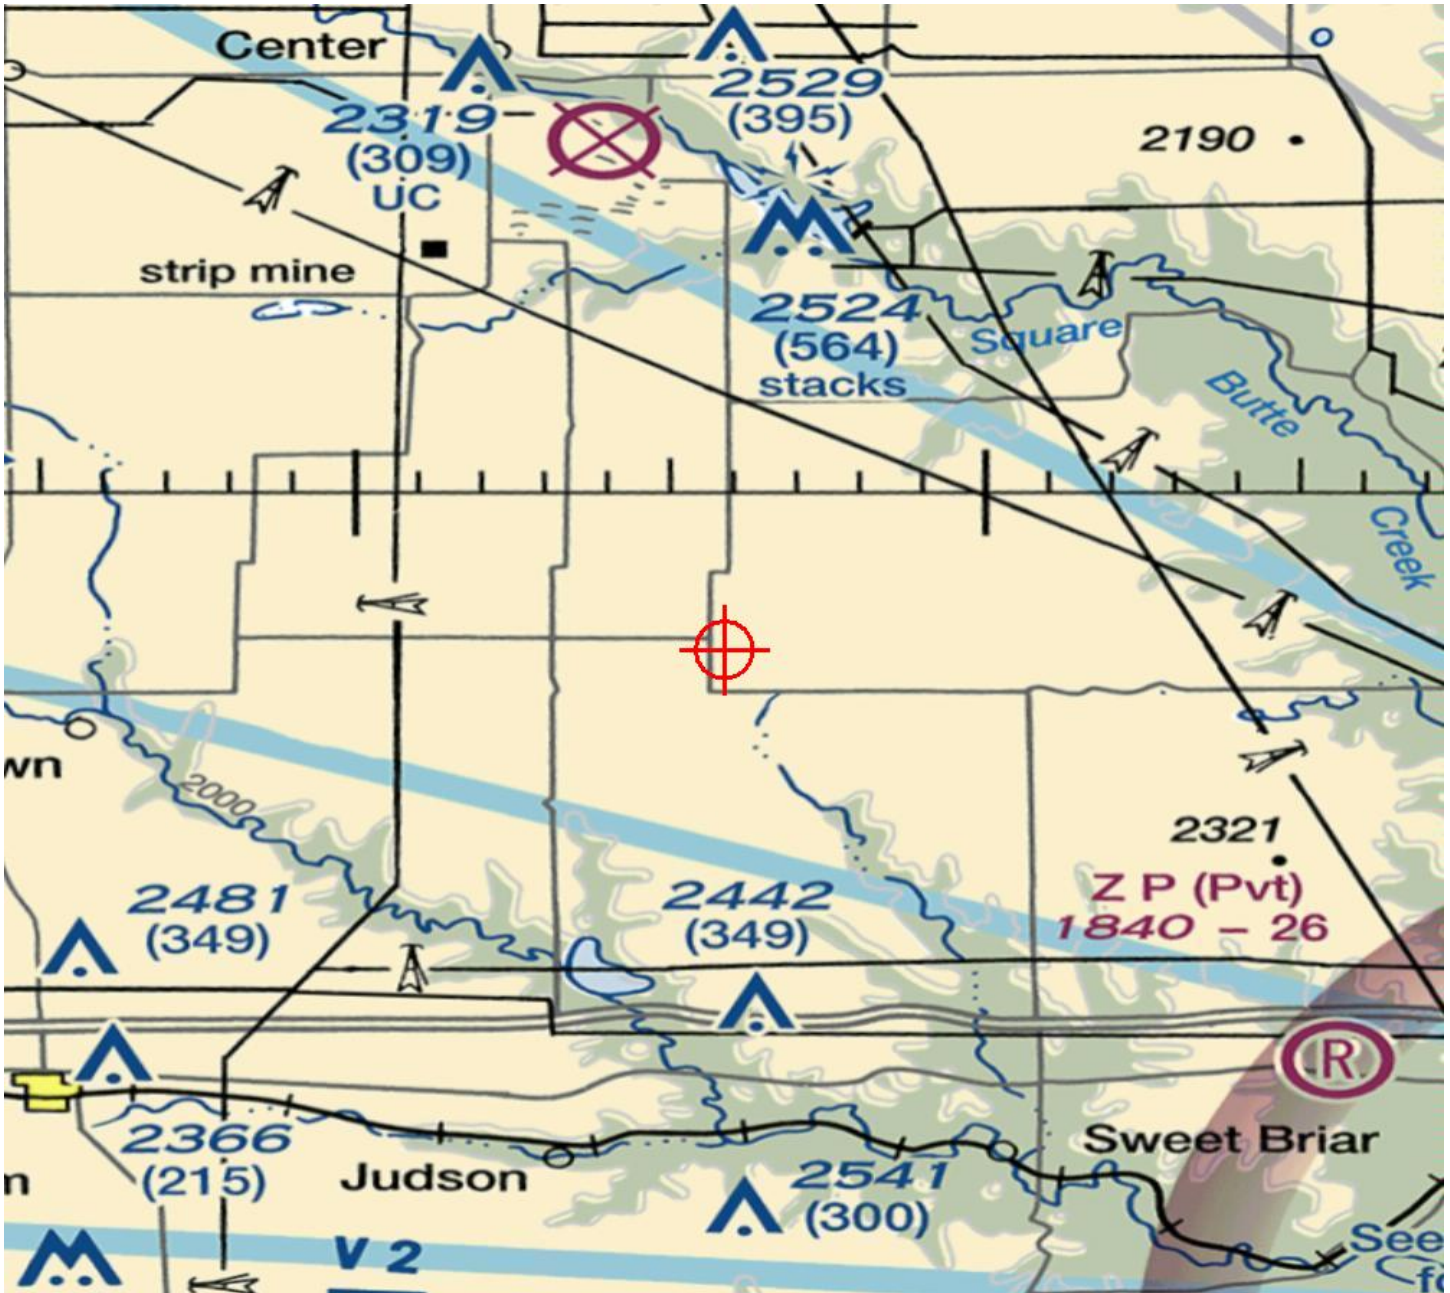 Center
2529
(395)
2319
(309)
UC
2190
strip mine
2524
(564)
stacks
Square
Butte
Creek
wn
2000
2321
Z P (Pvt)
1840 – 26
2481
(349)
2442
(349)
R
2366
(215)
Judson
Sweet Briar
2541
(300)
m
V 2
See
fo